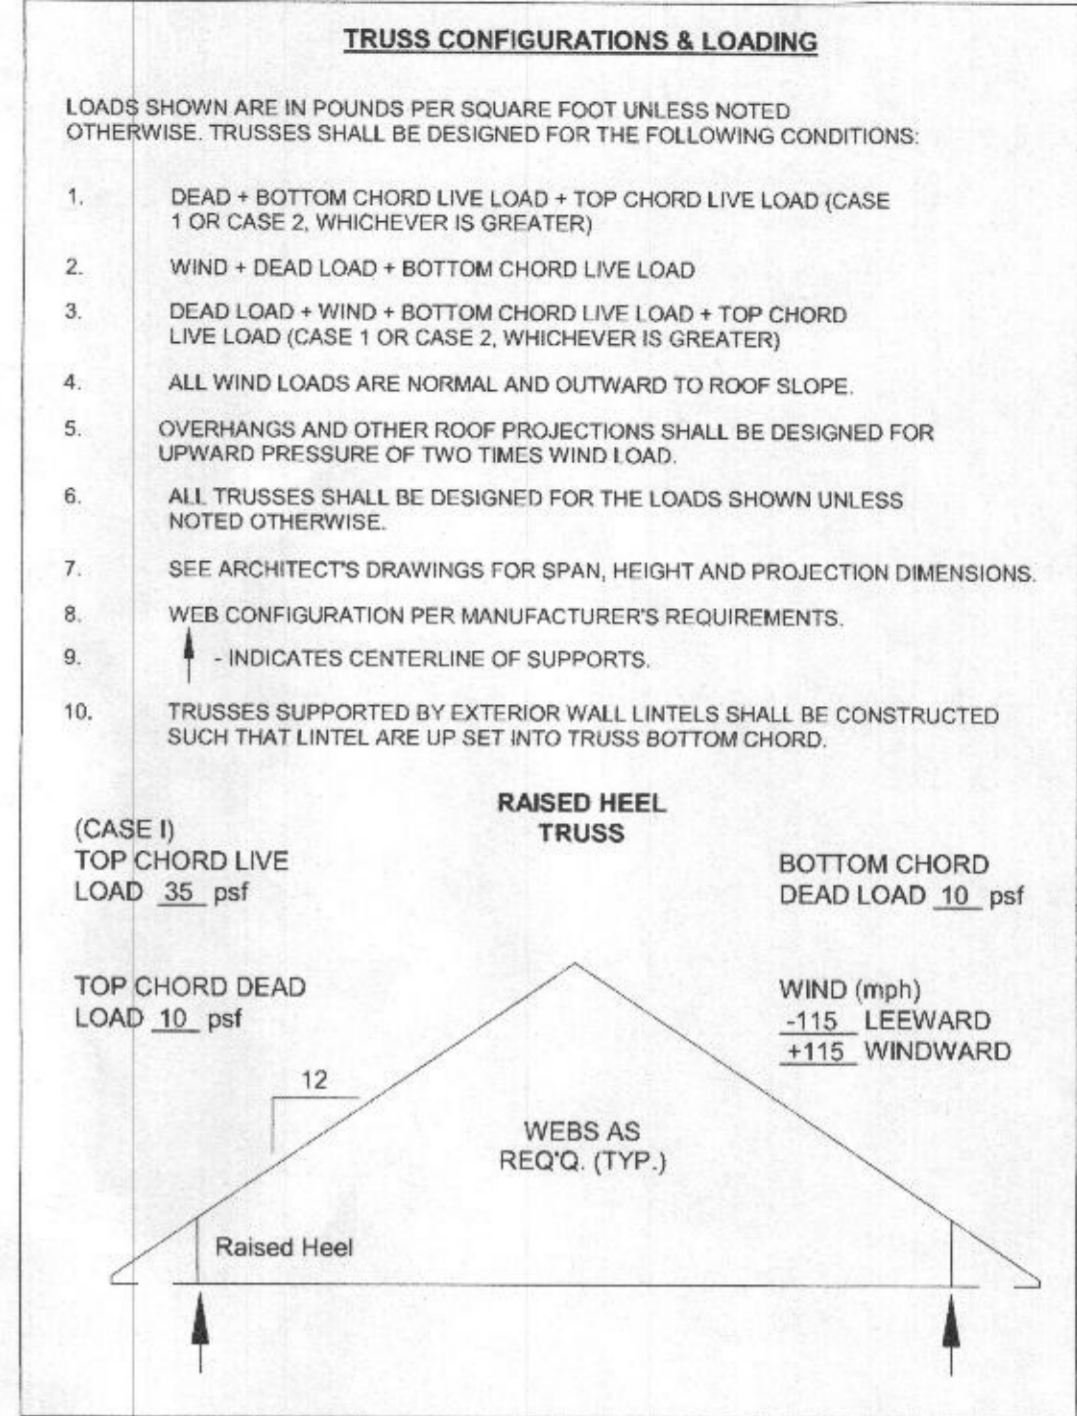 TRUSS CONFIGURATIONS & LOADING
LOADS SHOWN ARE IN POUNDS PER SQUARE FOOT UNLESS NOTED
OTHERWISE. TRUSSES SHALL BE DESIGNED FOR THE FOLLOWING CONDITIONS:
1. DEAD + BOTTOM CHORD LIVE LOAD + TOP CHORD LIVE LOAD (CASE
1 OR CASE 2, WHICHEVER IS GREATER)
2. WIND + DEAD LOAD + BOTTOM CHORD LIVE LOAD
3. DEAD LOAD + WIND + BOTTOM CHORD LIVE LOAD + TOP CHORD
LIVE LOAD (CASE 1 OR CASE 2, WHICHEVER IS GREATER)
4. ALL WIND LOADS ARE NORMAL AND OUTWARD TO ROOF SLOPE.
5. OVERHANGS AND OTHER ROOF PROJECTIONS SHALL BE DESIGNED FOR
UPWARD PRESSURE OF TWO TIMES WIND LOAD.
6. ALL TRUSSES SHALL BE DESIGNED FOR THE LOADS SHOWN UNLESS
NOTED OTHERWISE.
7. SEE ARCHITECT'S DRAWINGS FOR SPAN, HEIGHT AND PROJECTION DIMENSIONS.
8. WEB CONFIGURATION PER MANUFACTURER'S REQUIREMENTS.
9. - INDICATES CENTERLINE OF SUPPORTS.
10. TRUSSES SUPPORTED BY EXTERIOR WALL LINTELS SHALL BE CONSTRUCTED
SUCH THAT LINTEL ARE UP SET INTO TRUSS BOTTOM CHORD.
RAISED HEEL
TRUSS
(CASE I)
TOP CHORD LIVE
LOAD 35 psf
BOTTOM CHORD
DEAD LOAD 10 psf
TOP CHORD DEAD
LOAD 10 psf
WIND (mph)
-115 LEEWARD
+115 WINDWARD
12
WEBS AS
REQ'Q. (TYP.)
Raised Heel